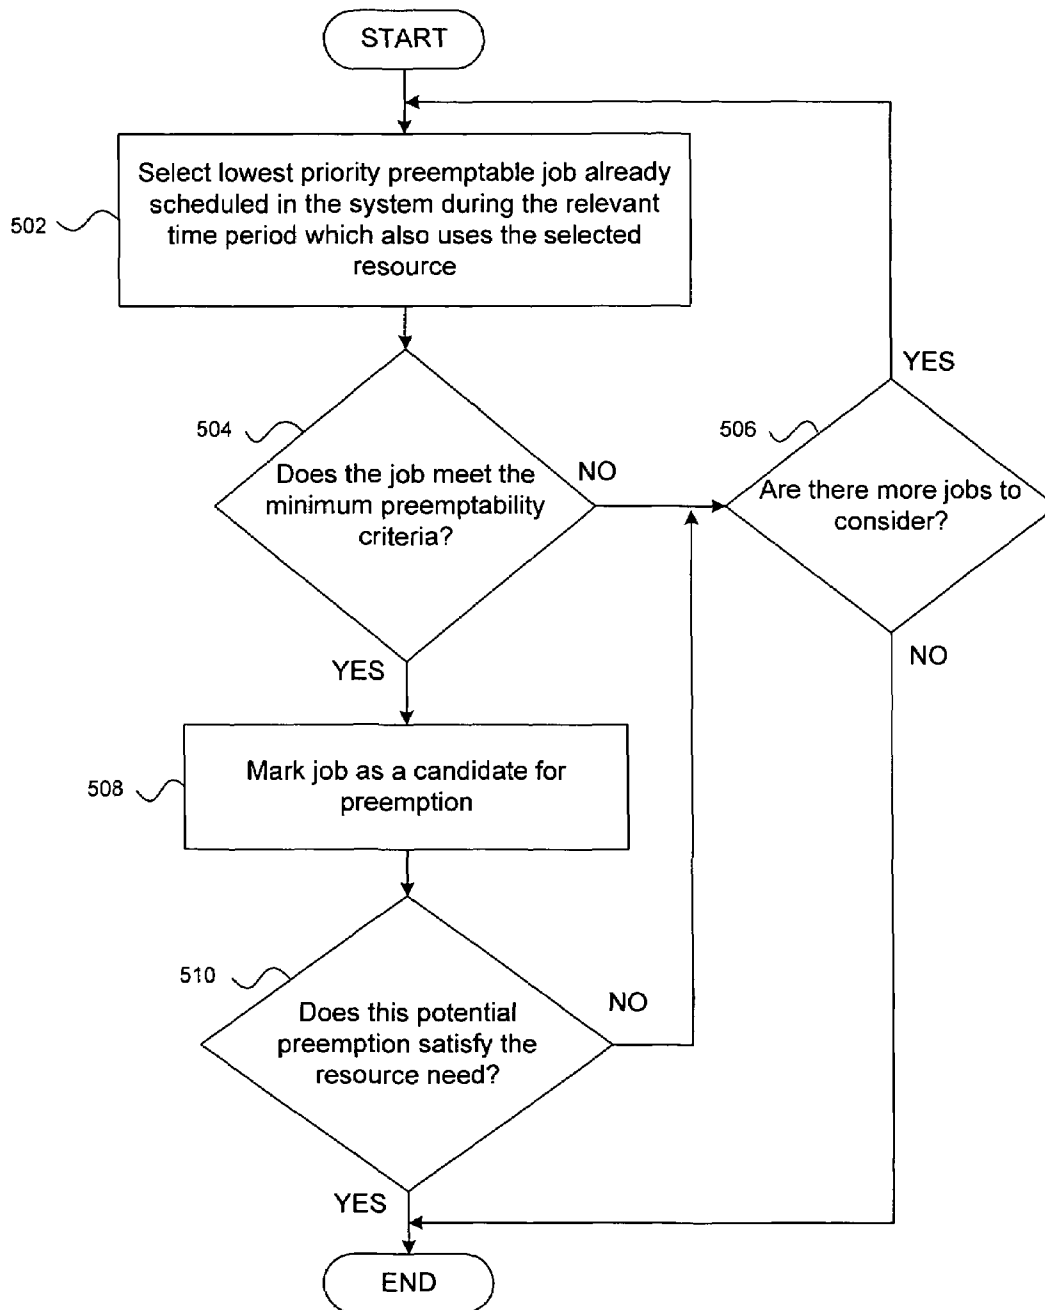 START
Select lowest priority preemptable job already
scheduled in the system during the relevant
time period which also uses the selected
resource
502
YES
504
506
Does the job meet the
minimum preemptability
criteria?
NO
Are there more jobs to
consider?
YES
NO
Mark job as a candidate for
preemption
508
510
Does this potential
preemption satisfy the
resource need?
NO
YES
END